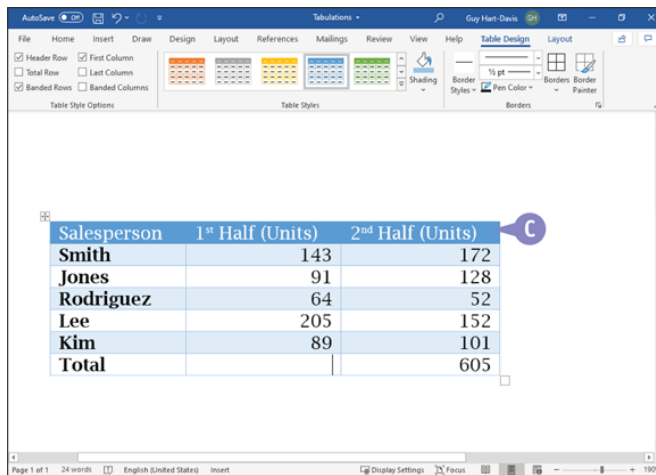 AutoSave On Tabulations Guy Hart-Davis GH
File Home Insert Draw Design Layout References Mailings Review View Help Table Design Layout
Header Row First Column
Total Row Last Column
Banded Rows Banded Columns
Table Style Options
Table Styles
Shading
Border Styles
½ pt
Pen Color
Borders
Border Painter
Borders
Salesperson 1st Half (Units) 2nd Half (Units)
C
Smith 143 172
Jones 91 128
Rodriguez 64 52
Lee 205 152
Kim 89 101
Total 605
Page 1 of 1 24 words English (United States) Insert Display Settings Focus